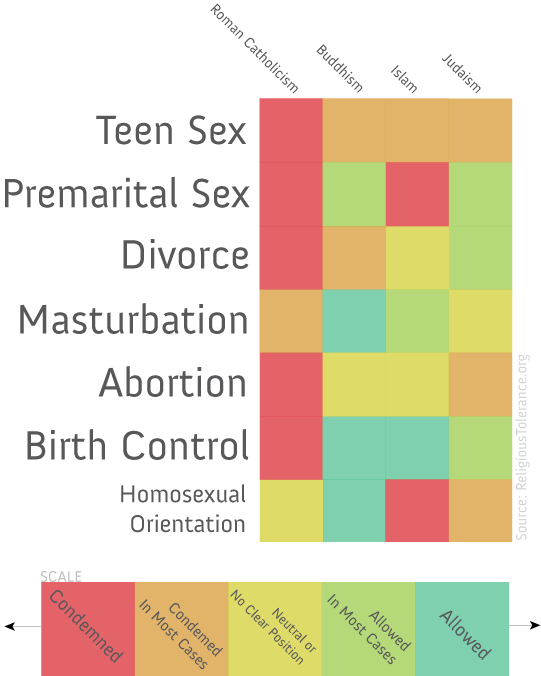 Roman Catholicism
Buddhism
Islam
Judaism
Teen Sex
Premarital Sex
Divorce
Masturbation
Abortion
Birth Control
Homosexual
Orientation
Source: ReligiousTolerance.org
SCALE
Condemned
Condemed
In Most Cases
Neutral or
No Clear Position
Allowed
In Most Cases
Allowed